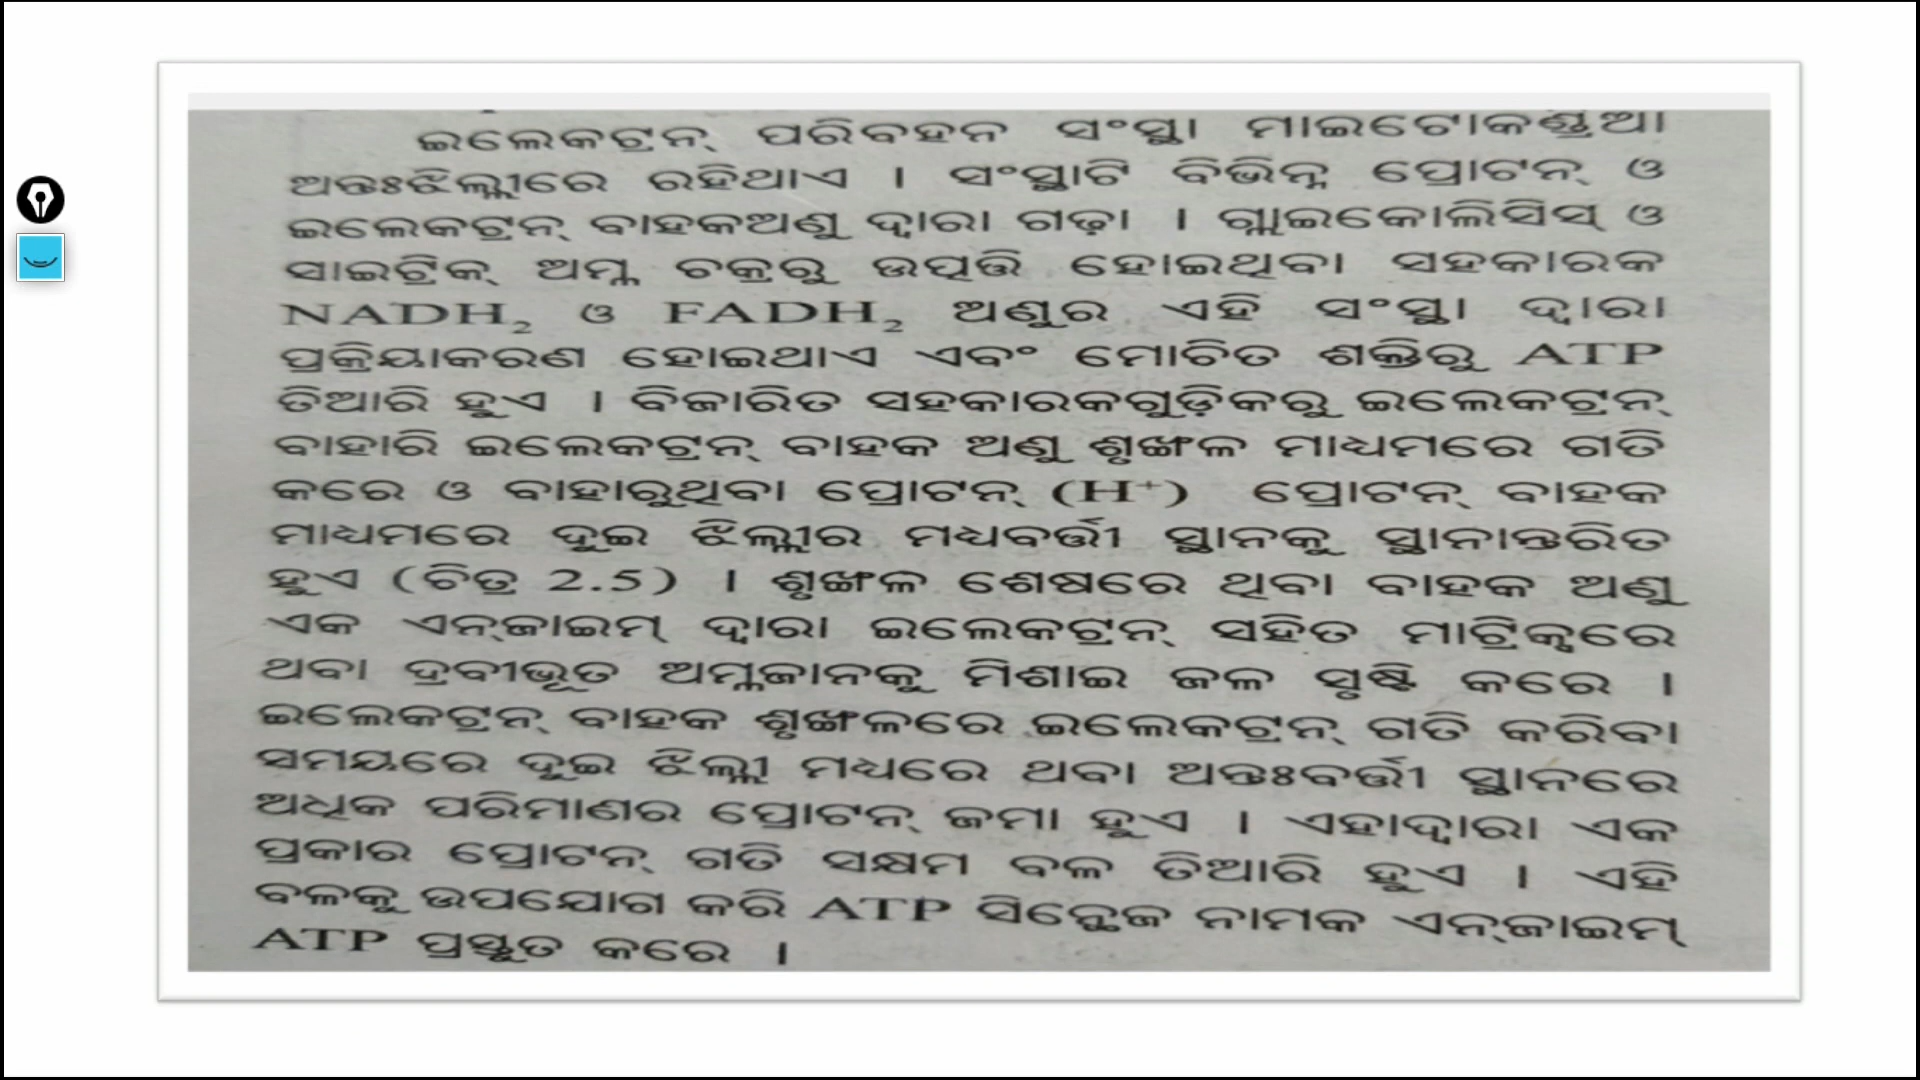 ଇଲେକଟ୍ରନ୍ ପରିବହନ ସଂସ୍ଥା ମାଇଟୋକଣ୍ଡ୍ରିଆ
ଅନ୍ତଃଝିଲ୍ଲୀରେ ରହିଥାଏ । ସଂସ୍ଥାଟି ବିଭିନ୍ନ ପ୍ରୋଟନ୍ ଓ
ଇଲେକଟ୍ରନ୍ ବାହକଅଣୁ ଦ୍ୱାରା ଗଢ଼ା । ଗ୍ଲାଇକୋଲିସିସ୍ ଓ
ସାଇଟ୍ରିକ୍ ଅମ୍ଳ ଚକ୍ରରୁ ଉତ୍ପତ୍ତି ହୋଇଥିବା ସହକାରକ
NADH₂ ଓ FADH₂ ଅଣୁର ଏହି ସଂସ୍ଥା ଦ୍ୱାରା
ପ୍ରକ୍ରିୟାକରଣ ହୋଇଥାଏ ଏବଂ ମୋଚିତ ଶକ୍ତିରୁ ATP
ତିଆରି ହୁଏ । ବିଜାରିତ ସହକାରକଗୁଡ଼ିକରୁ ଇଲେକଟ୍ରନ୍
ବାହାରି ଇଲେକଟ୍ରନ୍ ବାହକ ଅଣୁ ଶୃଙ୍ଖଳ ମାଧ୍ୟମରେ ଗତି
କରେ ଓ ବାହାରୁଥିବା ପ୍ରୋଟନ୍ (H⁺) ପ୍ରୋଟନ୍ ବାହକ
ମାଧ୍ୟମରେ ଦୁଇ ଝିଲ୍ଲୀର ମଧ୍ୟବର୍ତ୍ତୀ ସ୍ଥାନକୁ ସ୍ଥାନାନ୍ତରିତ
ହୁଏ (ଚିତ୍ର 2.5) । ଶୃଙ୍ଖଳ ଶେଷରେ ଥିବା ବାହକ ଅଣୁ
ଏକ ଏନ୍‌ଜାଇମ୍ ଦ୍ୱାରା ଇଲେକଟ୍ରନ୍ ସହିତ ମାଟ୍ରିକ୍ସରେ
ଥିବା ଦ୍ରବୀଭୂତ ଅମ୍ଳଜାନକୁ ମିଶାଇ ଜଳ ସୃଷ୍ଟି କରେ ।
ଇଲେକଟ୍ରନ୍ ବାହକ ଶୃଙ୍ଖଳରେ ଇଲେକଟ୍ରନ୍ ଗତି କରିବା
ସମୟରେ ଦୁଇ ଝିଲ୍ଲୀ ମଧ୍ୟରେ ଥିବା ଅନ୍ତଃବର୍ତ୍ତୀ ସ୍ଥାନରେ
ଅଧିକ ପରିମାଣର ପ୍ରୋଟନ୍ ଜମା ହୁଏ । ଏହାଦ୍ୱାରା ଏକ
ପ୍ରକାର ପ୍ରୋଟନ୍ ଗତି ସକ୍ଷମ ବଳ ତିଆରି ହୁଏ । ଏହି
ବଳକୁ ଉପଯୋଗ କରି ATP ସିନ୍ଥେଜ ନାମକ ଏନ୍‌ଜାଇମ୍
ATP ପ୍ରସ୍ତୁତ କରେ ।